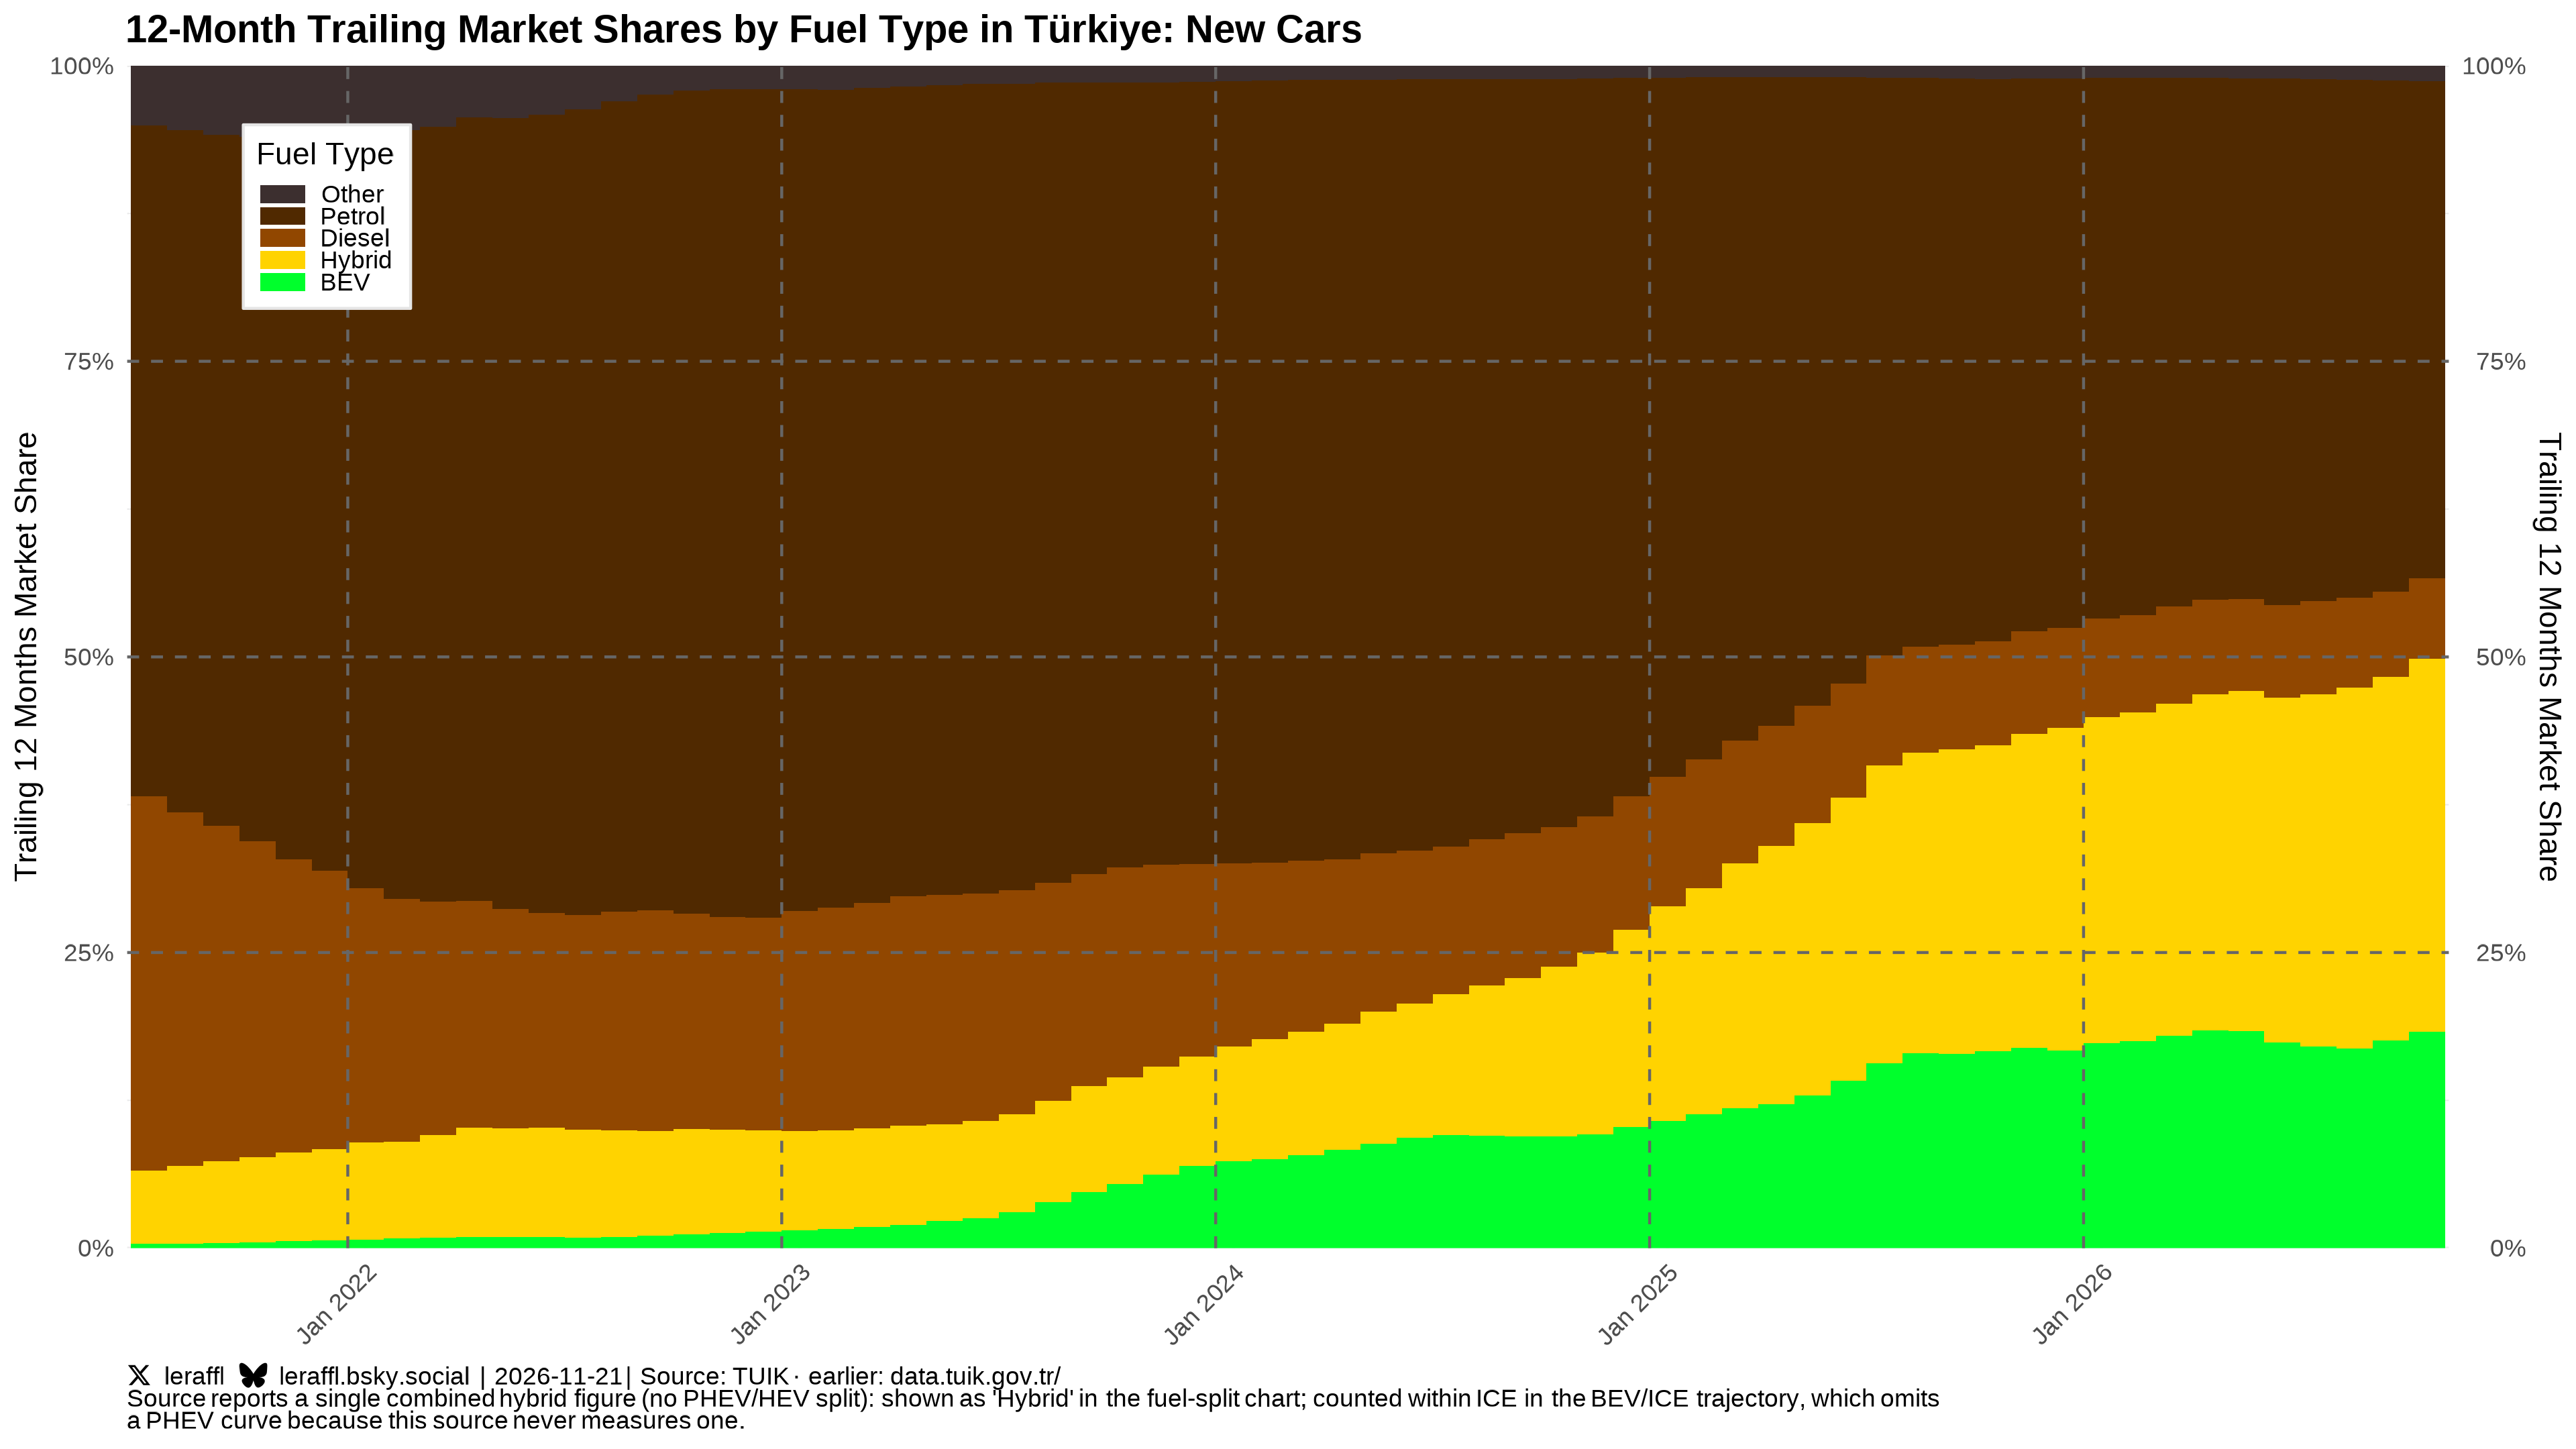 12-Month Trailing Market Shares by Fuel Type in Türkiye: New Cars
100%
100%
Fuel Type
Other
Petrol
Diesel
Hybrid
BEV
75%
75%
Trailing 12 Months Market Share
Trailing 12 Months Market Share
50%
50%
25%
25%
0%
0%
Jan 2022
Jan 2023
Jan 2024
Jan 2025
Jan 2026
leraffl leraffl.bsky.social | 2026-11-21| Source: TUIK · earlier: data.tuik.gov.tr/
Source reports a single combined hybrid figure (no PHEV/HEV split): shown as 'Hybrid' in the fuel-split chart; counted within ICE in the BEV/ICE trajectory, which omits
a PHEV curve because this source never measures one.